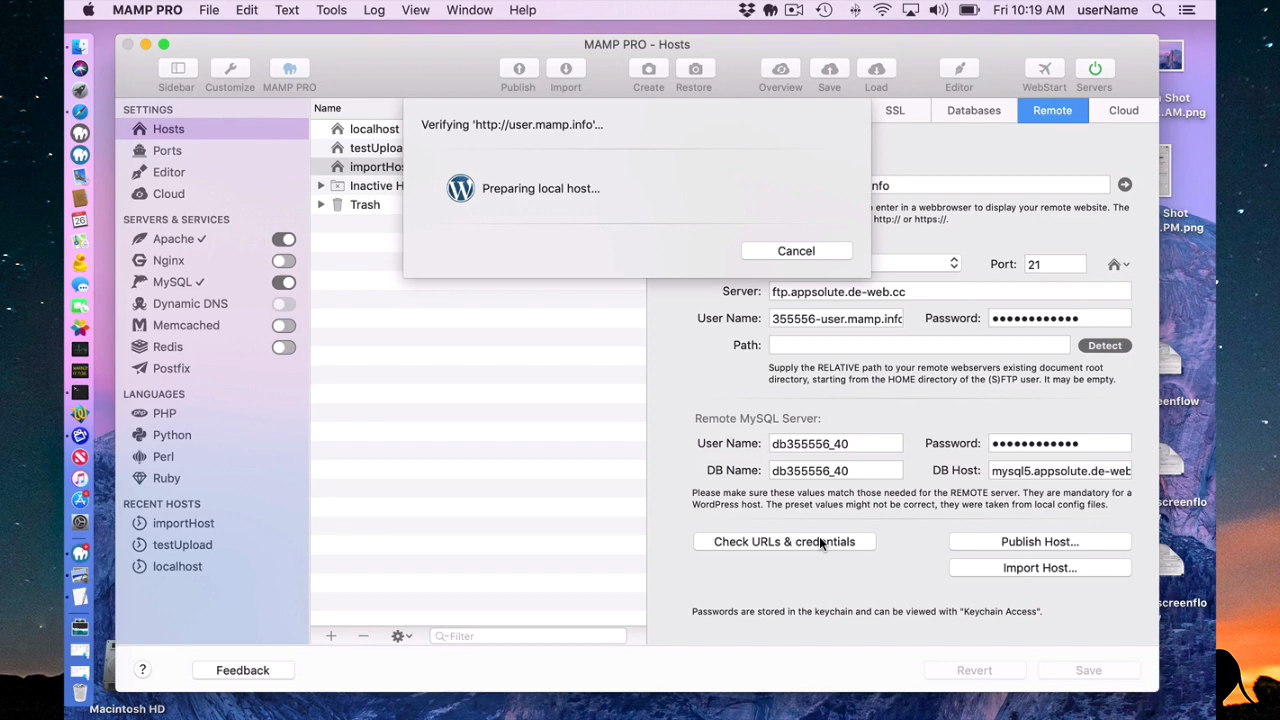 MAMP PRO File Edit Text Tools Log View Window Help Fri 10:19 AM userName
MAMP PRO - Hosts
Sidebar Customize MAMP PRO Publish Import Create Restore Overview Save Load Editor WebStart Servers
SETTINGS
Hosts
Ports
Editor
Cloud
SERVERS & SERVICES
Apache ✓
Nginx
MySQL ✓
Dynamic DNS
Memcached
Redis
Postfix
LANGUAGES
PHP
Python
Perl
Ruby
RECENT HOSTS
importHost
testUpload
localhost
Name
localhost
testUploa
importHos
Inactive H
Trash
Verifying 'http://user.mamp.info'...
Preparing local host...
Cancel
SSL Databases Remote Cloud
nfo
enter in a webbrowser to display your remote website. The
http:// or https://.
Port: 21
Server: ftp.appsolute.de-web.cc
User Name: 355556-user.mamp.info Password: ●●●●●●●●●●●●
Path: Detect
Supply the RELATIVE path to your remote webservers existing document root
directory, starting from the HOME directory of the (S)FTP user. It may be empty.
Remote MySQL Server:
User Name: db355556_40 Password: ●●●●●●●●●●●●
DB Name: db355556_40 DB Host: mysql5.appsolute.de-web
Please make sure these values match those needed for the REMOTE server. They are mandatory for a
WordPress host. The preset values might not be correct, they were taken from local config files.
Check URLs & credentials Publish Host...
Import Host...
Passwords are stored in the keychain and can be viewed with "Keychain Access".
Filter
? Feedback Revert Save
n Shot
.AM.png
Shot
.PM.png
eenflow
screenflo
screenflo
Macintosh HD
26